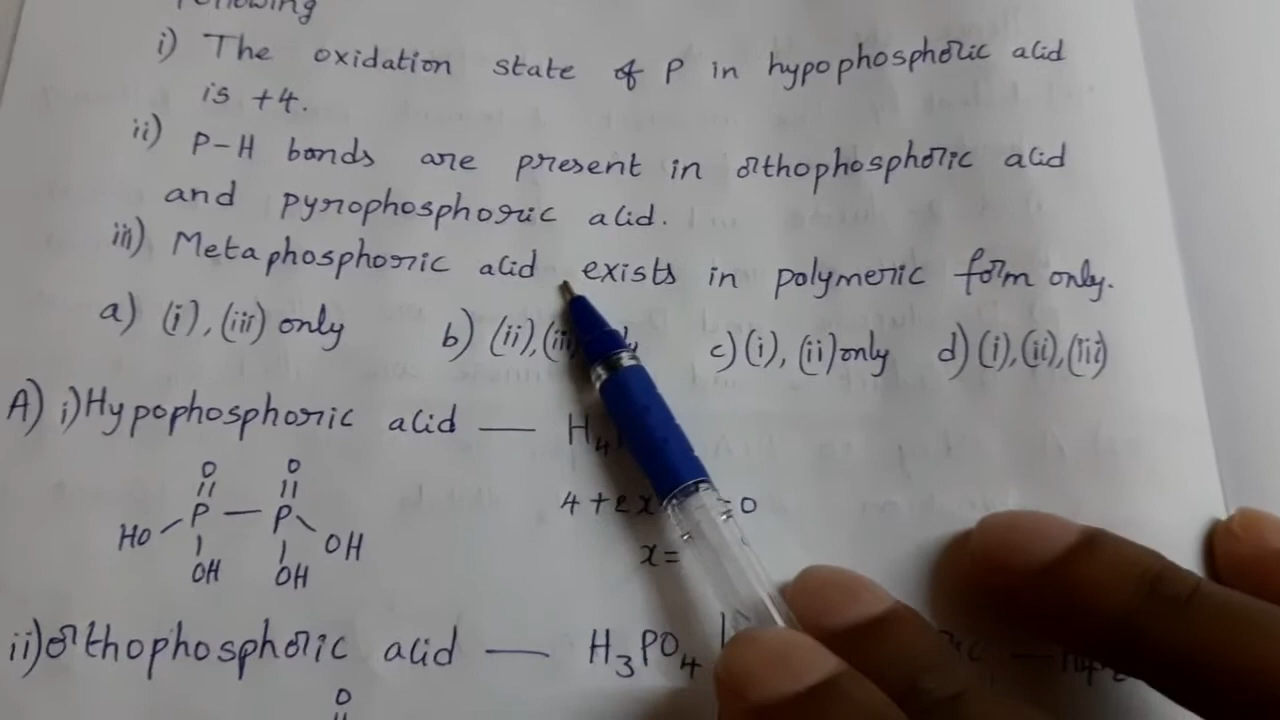 following
i) The oxidation state of P in hypophosphoric acid
is +4.
ii) P-H bonds are present in orthophosphoric acid
and pyrophosphoric acid.
iii) Metaphosphoric acid exists in polymeric form only.
a) (i), (iii) only b) (ii), c) (i), (ii) only d) (i), (ii), (iii)
A) i) Hypophosphoric acid — H4
O O
|| ||
HO P — P OH
OH OH
4+2x =0
x=
ii) orthophosphoric acid — H3PO4
O